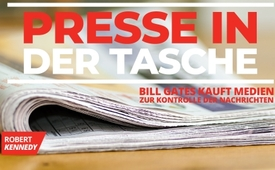 PRESSE IN
DER TASCHE
BILL GATES KAUFT MEDIEN
ZUR KONTROLLE DER NACHRICHTEN
ROBERT
KENNEDY